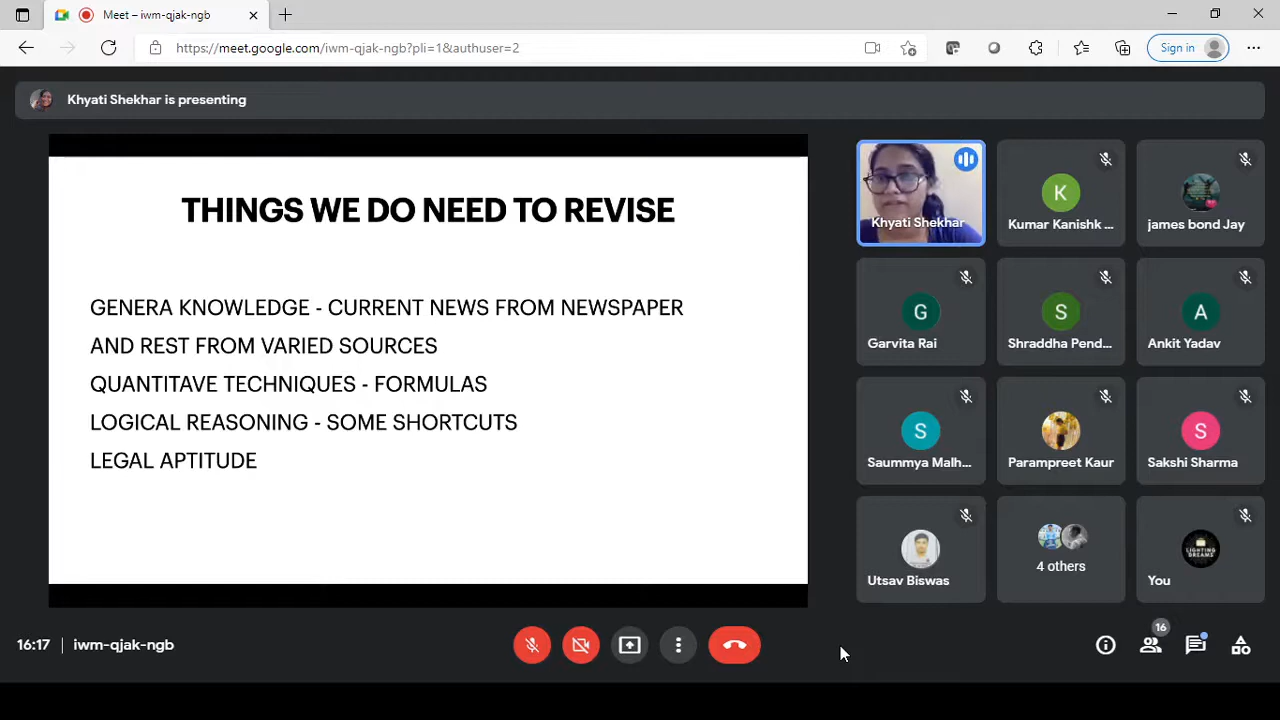 Meet – iwm-qjak-ngb
https://meet.google.com/iwm-qjak-ngb?pli=1&authuser=2
Sign in
Khyati Shekhar is presenting
THINGS WE DO NEED TO REVISE
GENERA KNOWLEDGE - CURRENT NEWS FROM NEWSPAPER
AND REST FROM VARIED SOURCES
QUANTITAVE TECHNIQUES - FORMULAS
LOGICAL REASONING - SOME SHORTCUTS
LEGAL APTITUDE
Khyati Shekhar
K
Kumar Kanishk ...
james bond Jay
G
Garvita Rai
S
Shraddha Pend...
A
Ankit Yadav
S
Saummya Malh...
Parampreet Kaur
S
Sakshi Sharma
Utsav Biswas
4 others
LIGHTING
DREAMS
You
16:17 | iwm-qjak-ngb
16